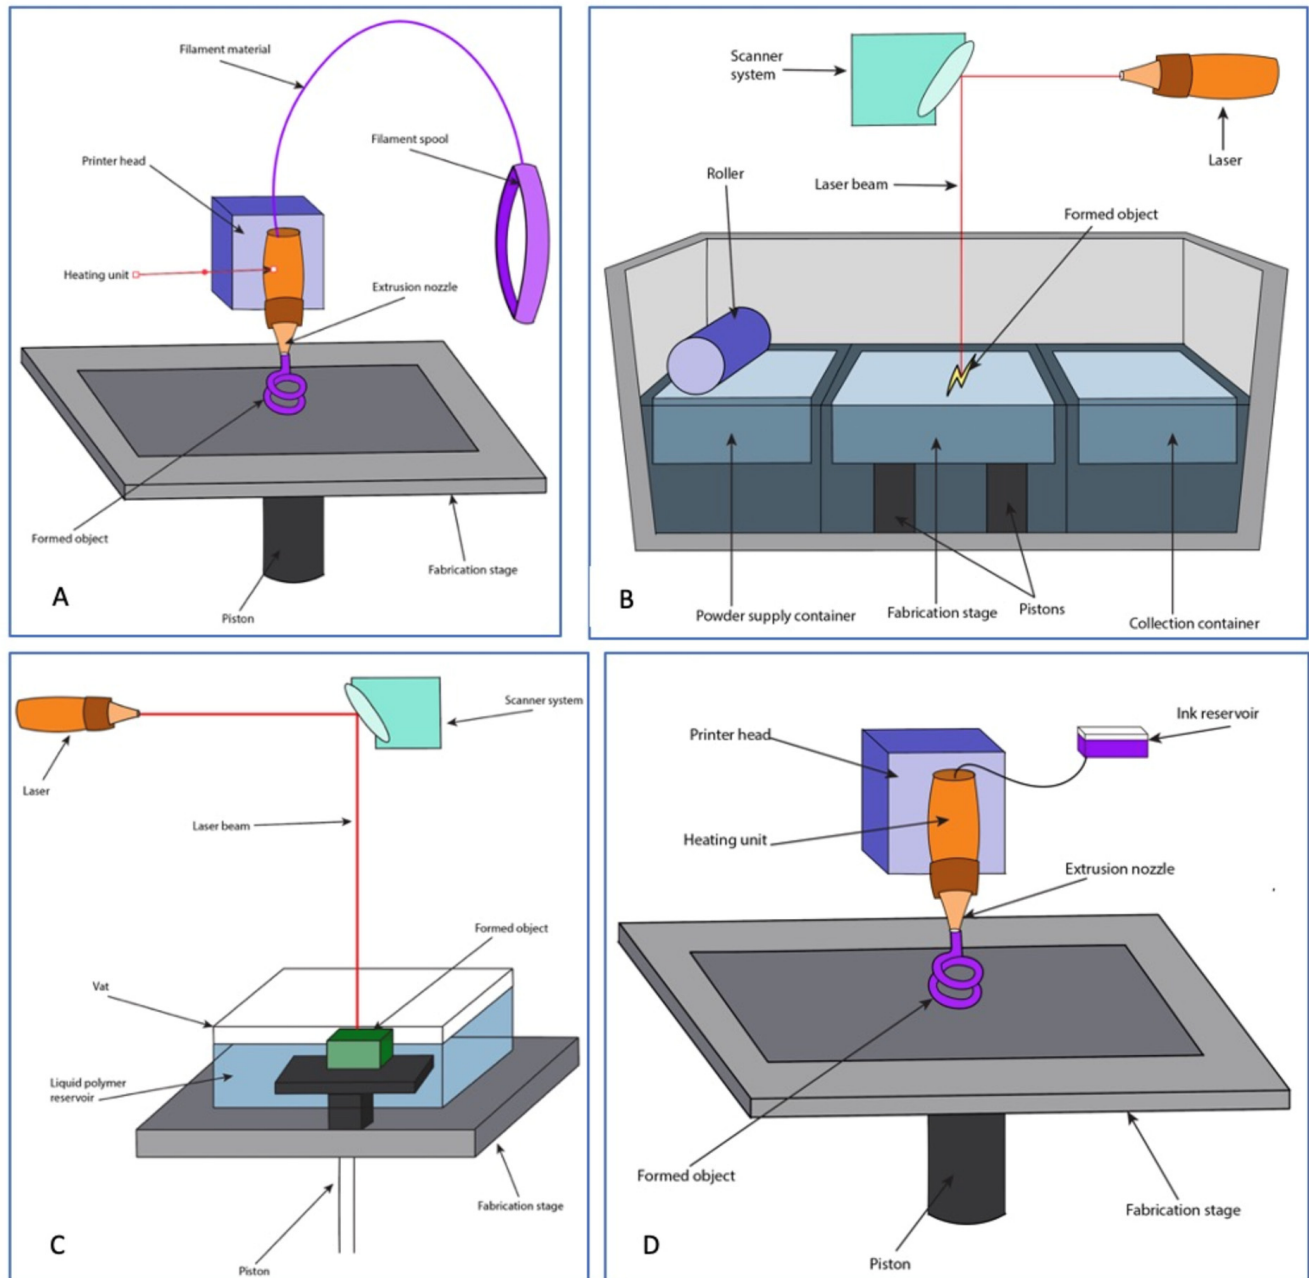 Filament material
Filament spool
Printer head
Heating unit
Extrusion nozzle
Formed object
Fabrication stage
Piston
A
Scanner
system
Laser
Roller
Laser beam
Formed object
Powder supply container
Fabrication stage
Pistons
Collection container
B
Scanner system
Laser
Laser beam
Formed object
Vat
Liquid polymer
reservoir
Fabrication stage
Piston
C
Ink reservoir
Printer head
Heating unit
Extrusion nozzle
Formed object
Fabrication stage
Piston
D